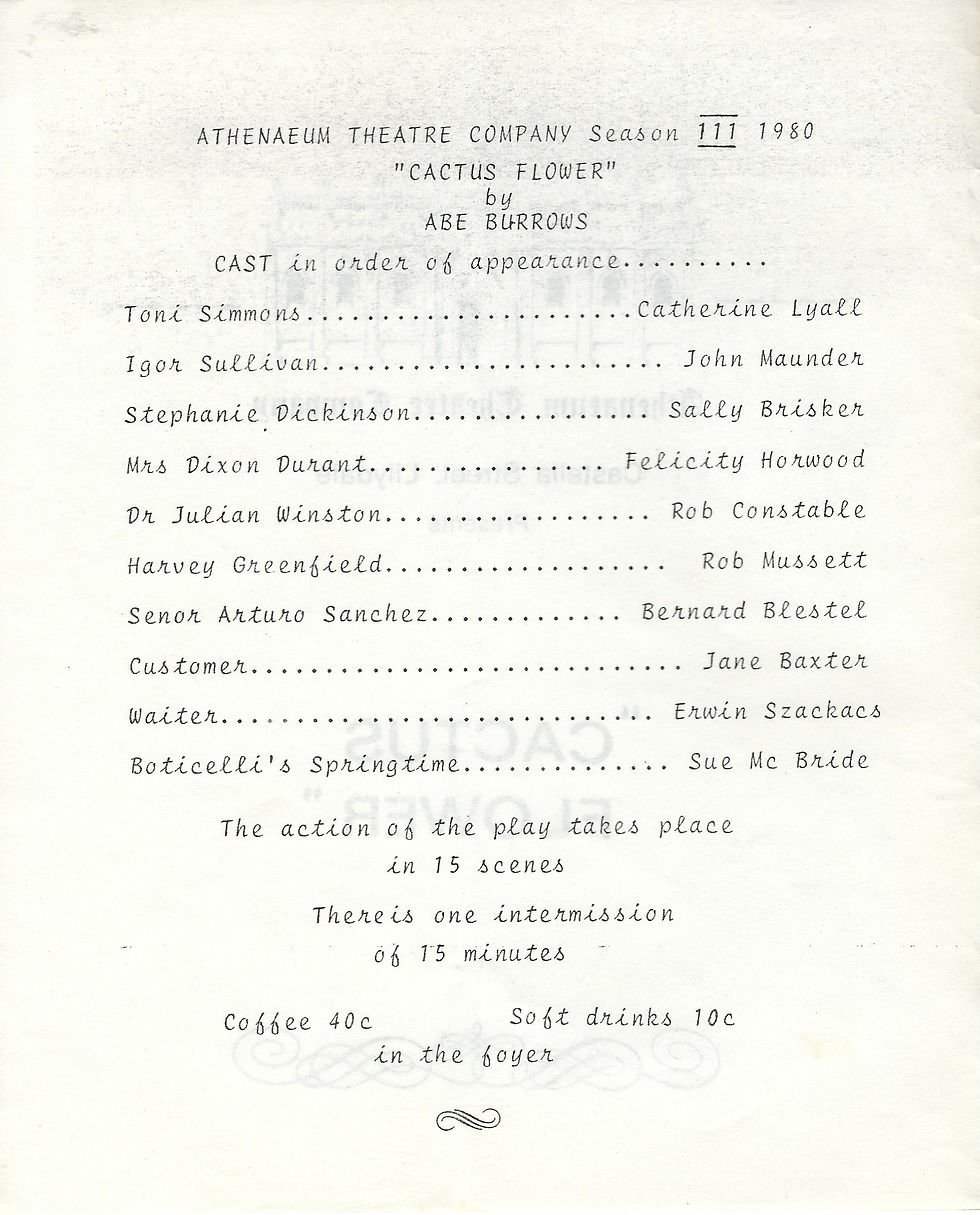 ATHENAEUM THEATRE COMPANY Season III 1980
"CACTUS FLOWER"
by
ABE BURROWS
CAST in order of appearance..........
Toni Simmons......................Catherine Lyall
Igor Sullivan....................... John Maunder
Stephanie Dickinson................ Sally Brisker
Mrs Dixon Durant................ Felicity Horwood
Dr Julian Winston.................. Rob Constable
Harvey Greenfield................... Rob Mussett
Senor Arturo Sanchez............. Bernard Blestel
Customer............................. Jane Baxter
Waiter............................. Erwin Szackacs
Boticelli's Springtime.............. Sue Mc Bride
The action of the play takes place
in 15 scenes
Thereis one intermission
of 15 minutes
Coffee 40c Soft drinks 10c
in the foyer